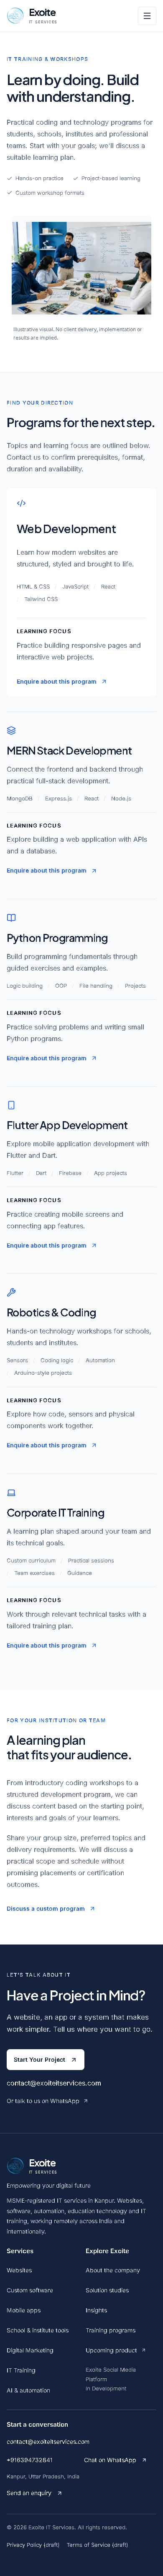 Exoite
IT SERVICES
IT TRAINING & WORKSHOPS
Learn by doing. Build
with understanding.
Practical coding and technology programs for
students, schools, institutes and professional
teams. Start with your goals; we'll discuss a
suitable learning plan.
Hands-on practice
Project-based learning
Custom workshop formats
Illustrative visual. No client delivery, implementation or
results are implied.
FIND YOUR DIRECTION
Programs for the next step.
Topics and learning focus are outlined below.
Contact us to confirm prerequisites, format,
duration and availability.
Web Development
Learn how modern websites are
structured, styled and brought to life.
HTML & CSS / JavaScript / React
/ Tailwind CSS
LEARNING FOCUS
Practice building responsive pages and
interactive web projects.
Enquire about this program
MERN Stack Development
Connect the frontend and backend through
practical full-stack development.
MongoDB / Express.js / React / Node.js
LEARNING FOCUS
Explore building a web application with APIs
and a database.
Enquire about this program
Python Programming
Build programming fundamentals through
guided exercises and examples.
Logic building / OOP / File handling / Projects
LEARNING FOCUS
Practice solving problems and writing small
Python programs.
Enquire about this program
Flutter App Development
Explore mobile application development with
Flutter and Dart.
Flutter / Dart / Firebase / App projects
LEARNING FOCUS
Practice creating mobile screens and
connecting app features.
Enquire about this program
Robotics & Coding
Hands-on technology workshops for schools,
students and institutes.
Sensors / Coding logic / Automation
/ Arduino-style projects
LEARNING FOCUS
Explore how code, sensors and physical
components work together.
Enquire about this program
Corporate IT Training
A learning plan shaped around your team and
its technical goals.
Custom curriculum / Practical sessions
/ Team exercises / Guidance
LEARNING FOCUS
Work through relevant technical tasks with a
tailored training plan.
Enquire about this program
FOR YOUR INSTITUTION OR TEAM
A learning plan
that fits your audience.
From introductory coding workshops to a
structured development program, we can
discuss content based on the starting point,
interests and goals of your learners.
Share your group size, preferred topics and
delivery requirements. We will discuss a
practical scope and schedule without
promising placements or certification
outcomes.
Discuss a custom program
LET'S TALK ABOUT IT
Have a Project in Mind?
A website, an app or a system that makes
work simpler. Tell us where you want to go.
Start Your Project
contact@exoiteitservices.com
Or talk to us on WhatsApp
Exoite
IT SERVICES
Empowering your digital future
MSME-registered IT services in Kanpur. Websites,
software, automation, education technology and IT
training, working remotely across India and
internationally.
Services
Explore Exoite
Websites
About the company
Custom software
Solution studies
Mobile apps
Insights
School & institute tools
Training programs
Digital Marketing
Upcoming product
IT Training
Exoite Social Media
Platform
In Development
AI & automation
Start a conversation
contact@exoiteitservices.com
+916394732841
Chat on WhatsApp
Kanpur, Uttar Pradesh, India
Send an enquiry
© 2026 Exoite IT Services. All rights reserved.
Privacy Policy (draft)
Terms of Service (draft)